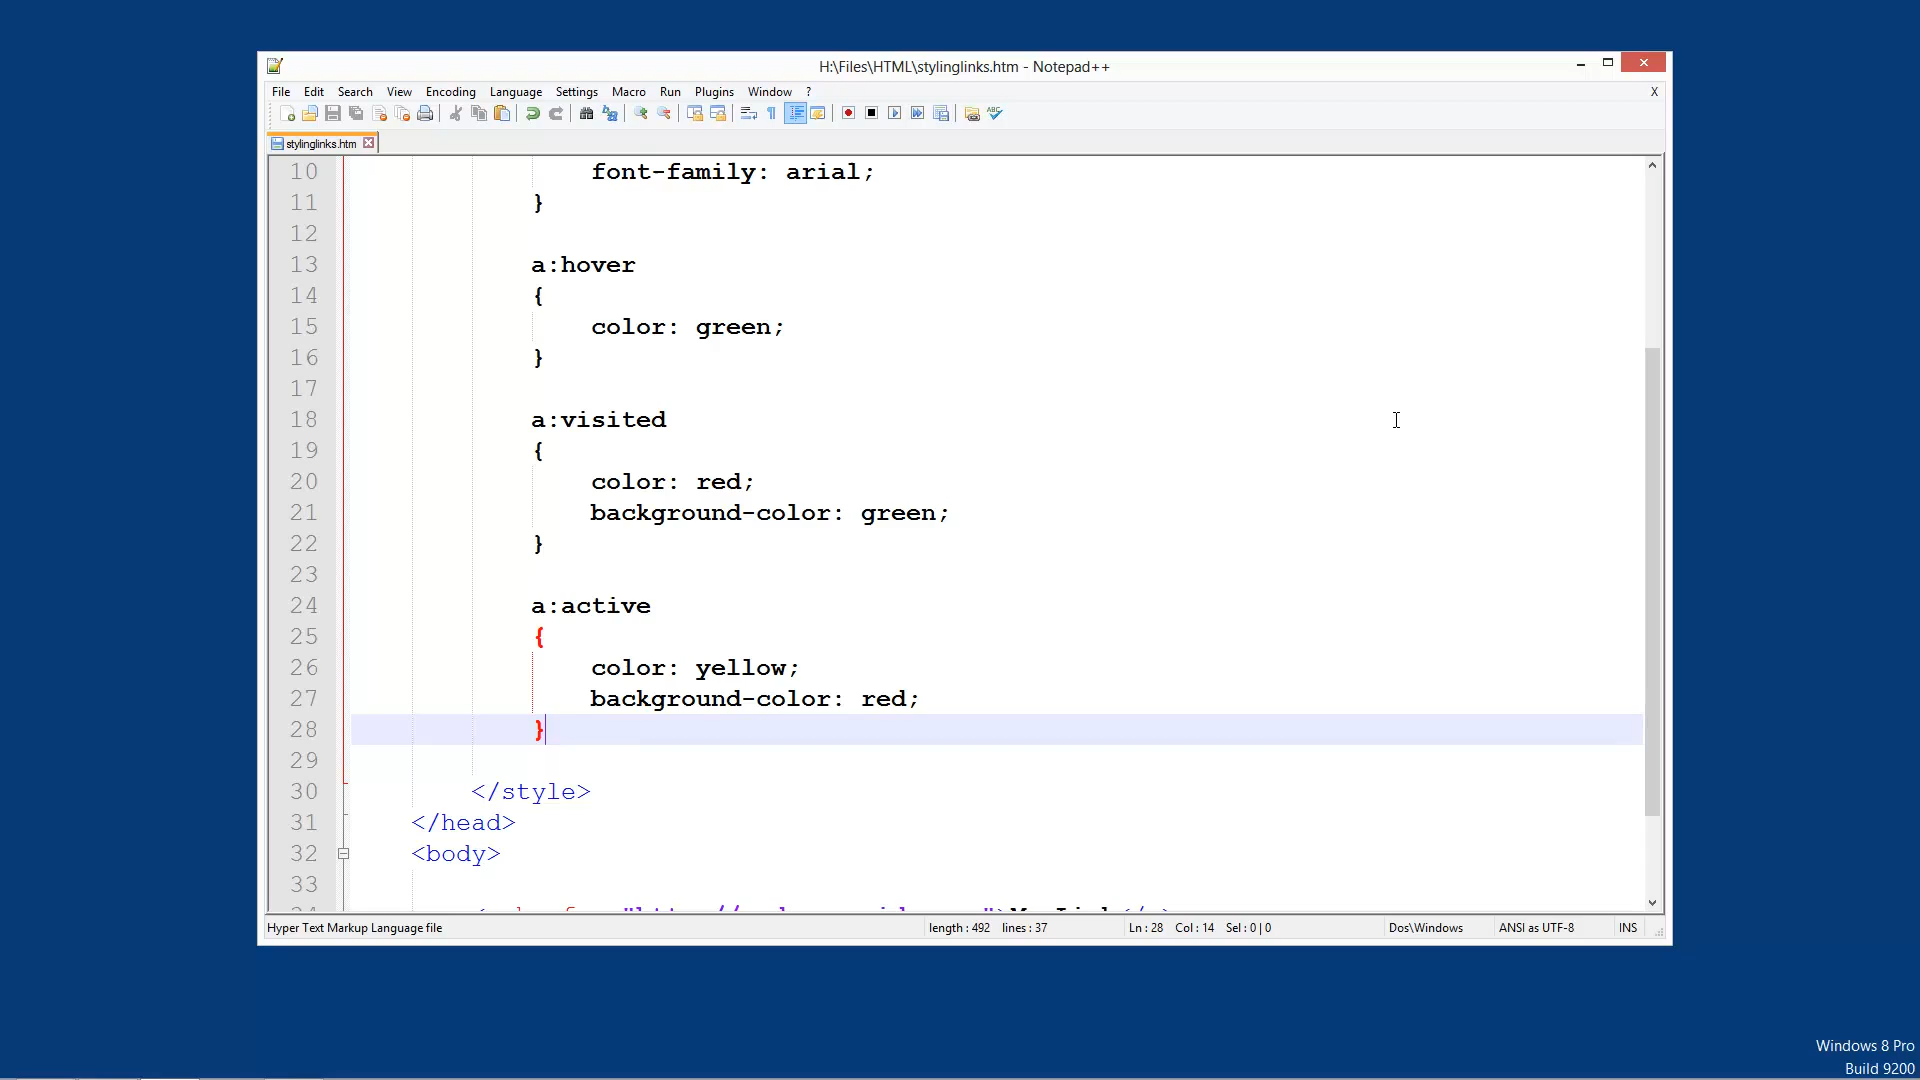 H:\Files\HTML\stylinglinks.htm - Notepad++
File Edit Search View Encoding Language Settings Macro Run Plugins Window ? X
stylinglinks.htm
10 font-family: arial;
11 }
12
13 a:hover
14 {
15 color: green;
16 }
17
18 a:visited
19 {
20 color: red;
21 background-color: green;
22 }
23
24 a:active
25 {
26 color: yellow;
27 background-color: red;
28 }
29
30 </style>
31 </head>
32 <body>
33
Hyper Text Markup Language file length : 492 lines : 37 Ln : 28 Col : 14 Sel : 0 | 0 Dos\Windows ANSI as UTF-8 INS
Windows 8 Pro
Build 9200